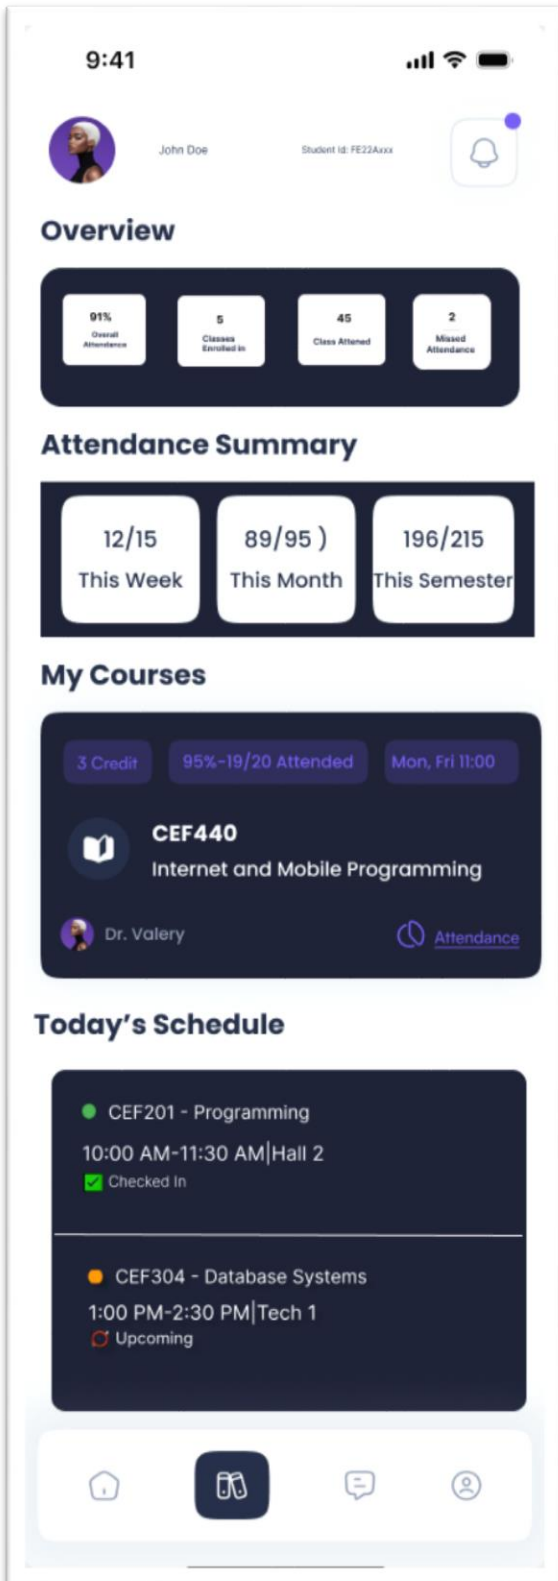 9:41
John Doe
Student Id: FE22Axxx
Overview
91%
Overall
Attendance
5
Classes
Enrolled in
45
Class Attened
2
Missed
Attendance
Attendance Summary
12/15
This Week
89/95 )
This Month
196/215
This Semester
My Courses
3 Credit
95%-19/20 Attended
Mon, Fri 11:00
CEF440
Internet and Mobile Programming
Dr. Valery
Attendance
Today's Schedule
CEF201 - Programming
10:00 AM-11:30 AM|Hall 2
✅ Checked In
CEF304 - Database Systems
1:00 PM-2:30 PM|Tech 1
Upcoming